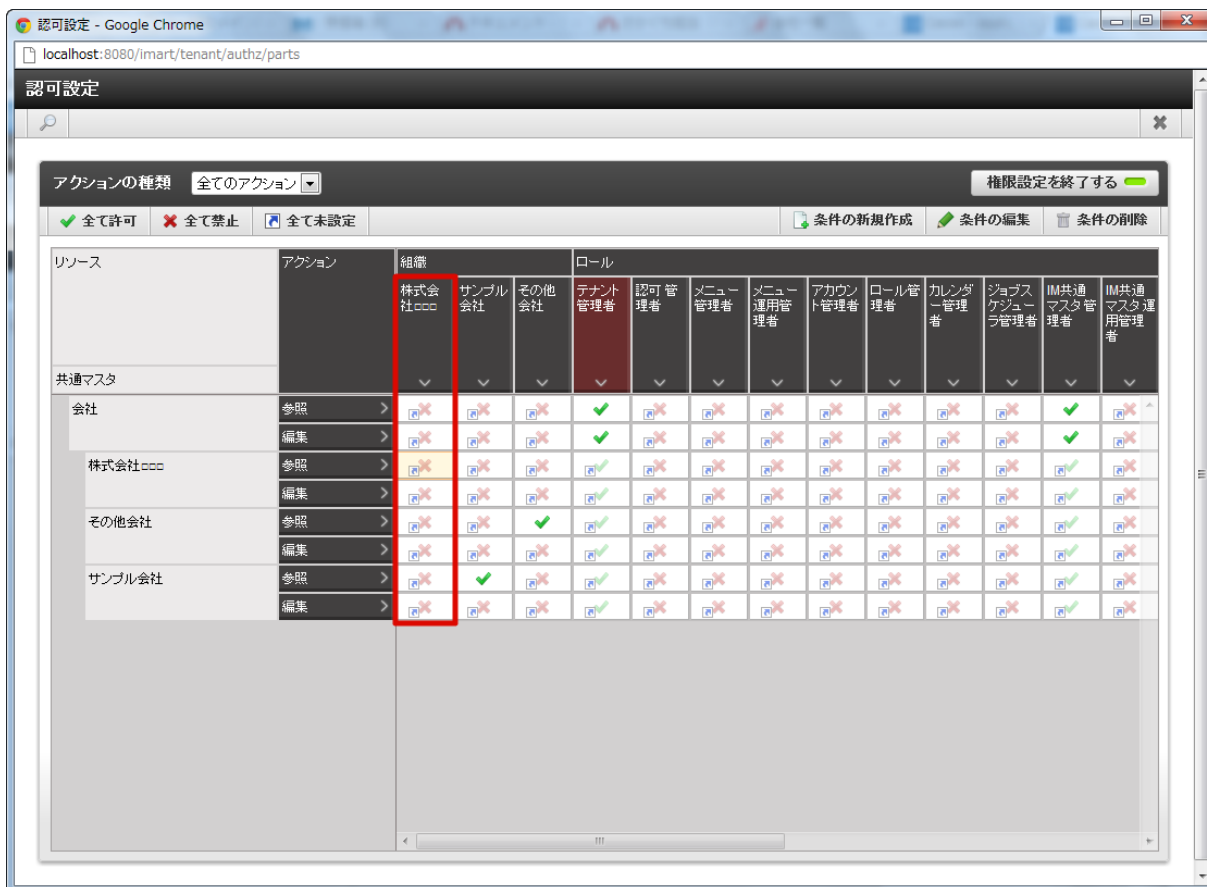 認可設定 - Google Chrome
localhost:8080/imart/tenant/authz/parts
認可設定
アクションの種類 全てのアクション 権限設定を終了する
全て許可 全て禁止 全て未設定 条件の新規作成 条件の編集 条件の削除
リソース アクション 組織 ロール
株式会社□□□ サンプル会社 その他会社 テナント管理者 認可 管理者 メニュー管理者 メニュー運用管理者 アカウント管理者 ロール管理者 カレンダー管理者 ジョブスケジューラ管理者 IM共通マスタ管理者 IM共通マスタ運用管理者
共通マスタ
会社 参照
編集
株式会社□□□ 参照
編集
その他会社 参照
編集
サンプル会社 参照
編集